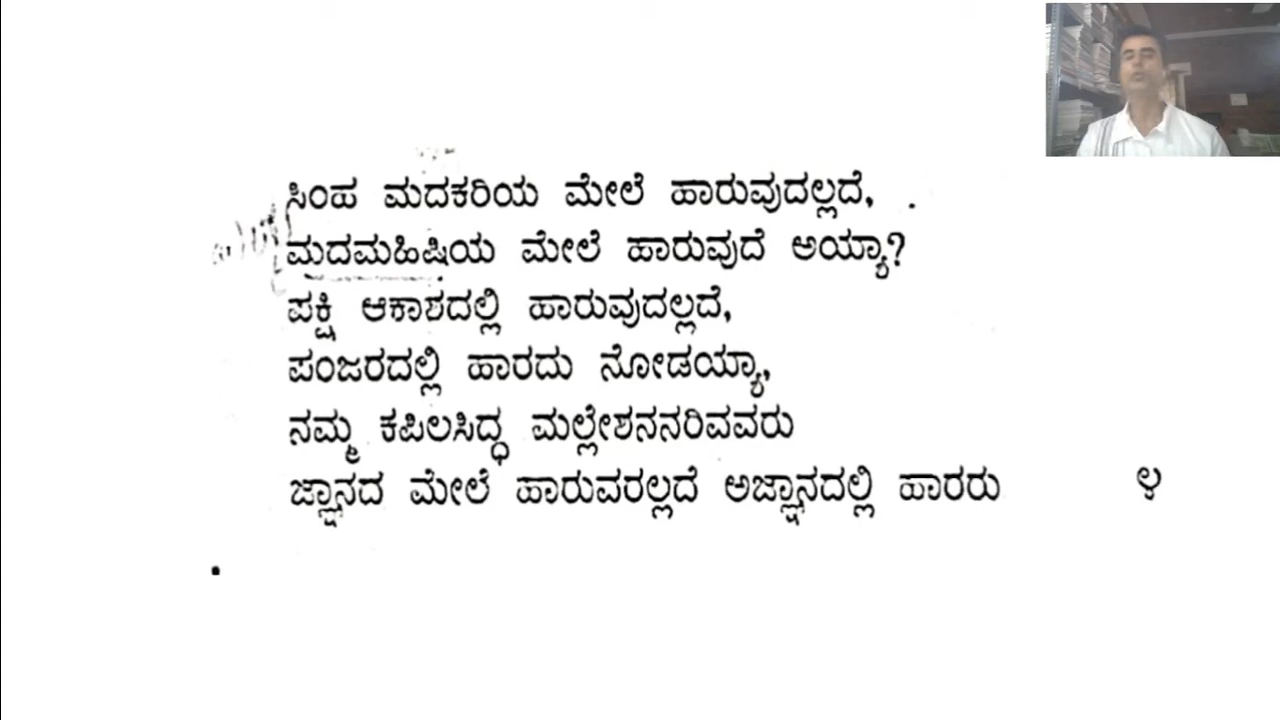 ಸಿಂಹ ಮದಕರಿಯ ಮೇಲೆ ಹಾರುವುದಲ್ಲದೆ,
ಮದಮಹಿಷಿಯ ಮೇಲೆ ಹಾರುವುದೆ ಅಯ್ಯಾ?
ಪಕ್ಷಿ ಆಕಾಶದಲ್ಲಿ ಹಾರುವುದಲ್ಲದೆ,
ಪಂಜರದಲ್ಲಿ ಹಾರದು ನೋಡಯ್ಯಾ,
ನಮ್ಮ ಕಪಿಲಸಿದ್ಧ ಮಲ್ಲೇಶನನರಿವವರು
ಜ್ಞಾನದ ಮೇಲೆ ಹಾರುವರಲ್ಲದೆ ಅಜ್ಞಾನದಲ್ಲಿ ಹಾರರು ೪